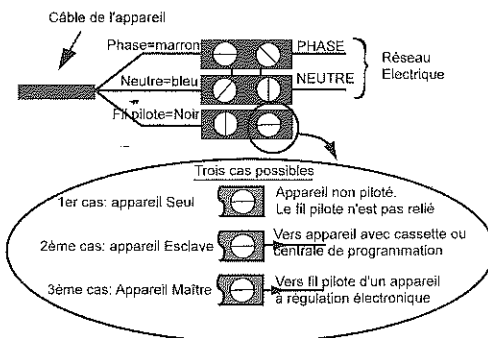 Câble de l'appareil
Phase=marron
PHASE
Neutre=bleu
NEUTRE
Réseau
Electrique
Fil pilote=Noir
Trois cas possibles
1er cas: appareil Seul
Appareil non piloté.
Le fil pilote n'est pas relié
2ème cas: appareil Esclave
Vers appareil avec cassette ou
centrale de programmation
3ème cas: Appareil Maître
Vers fil pilote d'un appareil
à régulation électronique